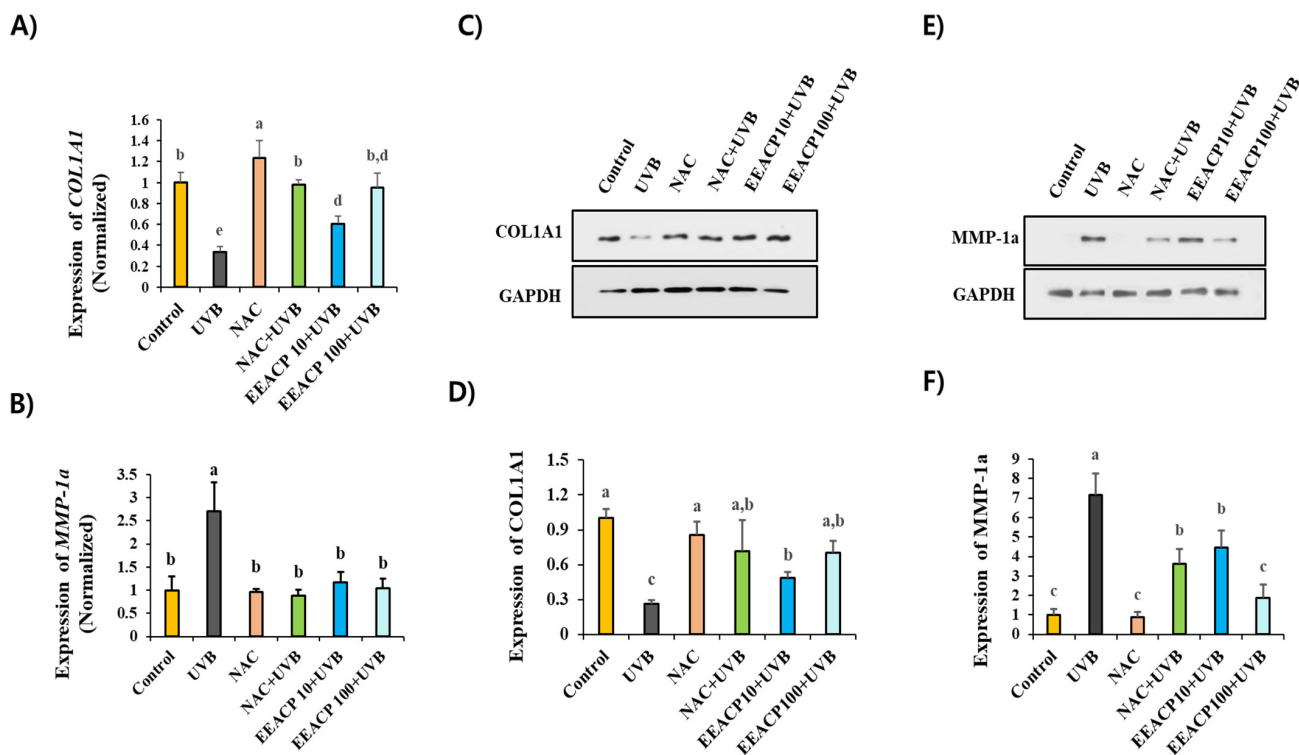 A)
Expression of COL1A1
(Normalized)
1.6
1.4
1.2
1
0.8
0.6
0.4
0.2
0
b
e
a
b
d
b,d
Control
UVB
NAC
NAC+UVB
EEACP 10+UVB
EEACP 100+UVB
B)
Expression of MMP-1a
(Normalized)
3.5
3
2.5
2
1.5
1
0.5
0
b
a
b
b
b
b
Control
UVB
NAC
NAC+UVB
EEACP 10+UVB
EEACP 100+UVB
C)
Control
UVB
NAC
NAC+UVB
EEACP10+UVB
EEACP100+UVB
COL1A1
GAPDH
D)
Expression of COL1A1
1.5
1.2
0.9
0.6
0.3
0
a
c
a
a,b
b
a,b
Control
UVB
NAC
NAC+UVB
EEACP10+UVB
EEACP100+UVB
E)
Control
UVB
NAC
NAC+UVB
EEACP10+UVB
EEACP100+UVB
MMP-1a
GAPDH
F)
Expression of MMP-1a
9
8
7
6
5
4
3
2
1
0
c
a
c
b
b
c
Control
UVB
NAC
NAC+UVB
EEACP10+UVB
EEACP100+UVB